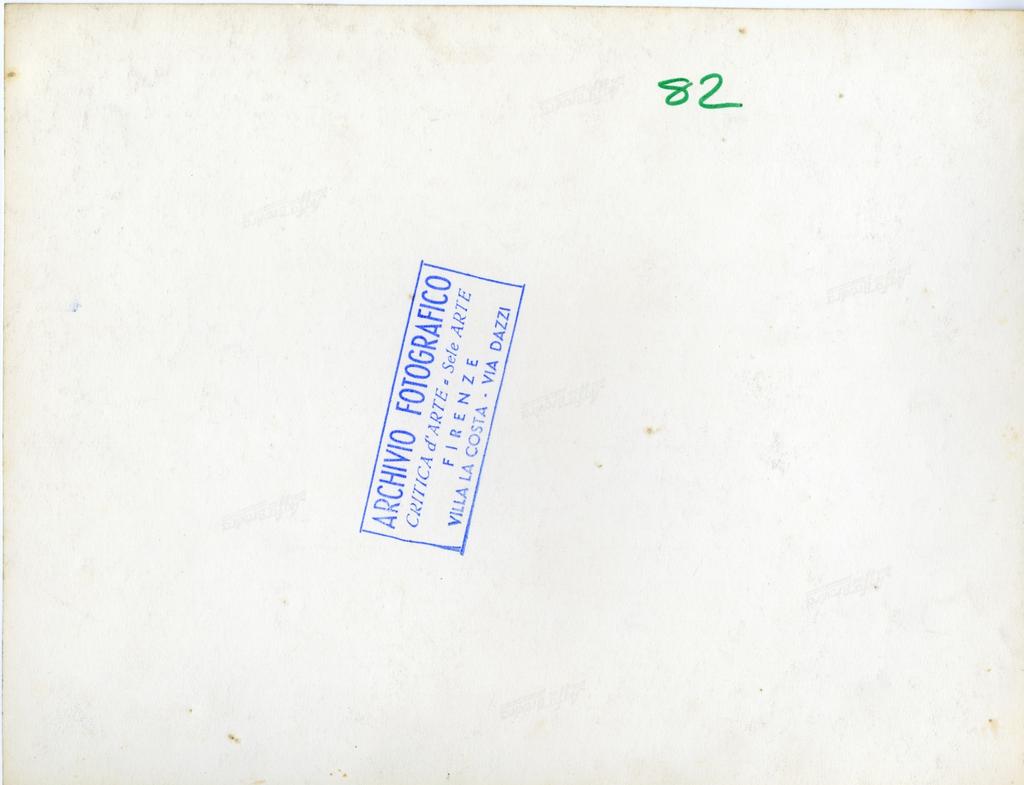 82
ARCHIVIO FOTOGRAFICO
CRITICA d'ARTE = Sele ARTE
FIRENZE
VILLA LA COSTA - VIA DAZZI